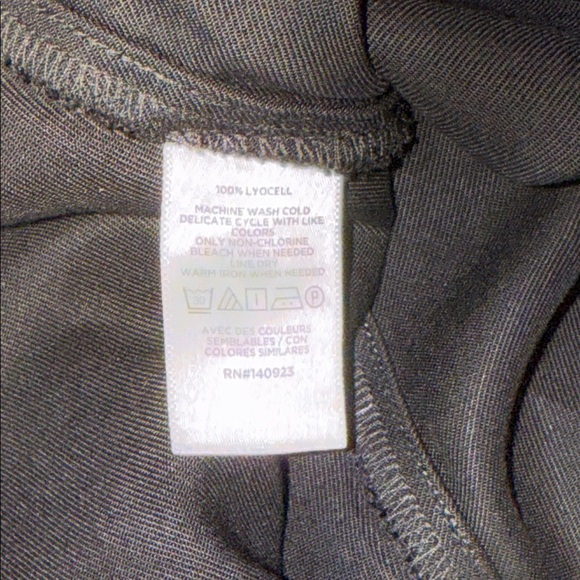 100% LYOCELL
MACHINE WASH COLD
DELICATE CYCLE WITH LIKE
COLORS
ONLY NON-CHLORINE
BLEACH WHEN NEEDED
LINE DRY
WARM IRON WHEN NEEDED
30 P
AVEC DES COULEURS
SEMBLABLES / CON
COLORES SIMILARES
RN#140923